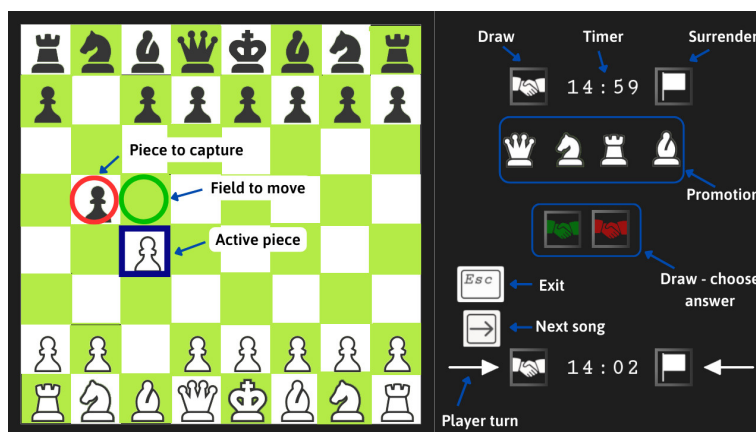 Draw
Timer
Surrender
14:59
Piece to capture
Field to move
Active piece
Promotion
Draw - choose
answer
Esc
Exit
Next song
14:02
Player turn